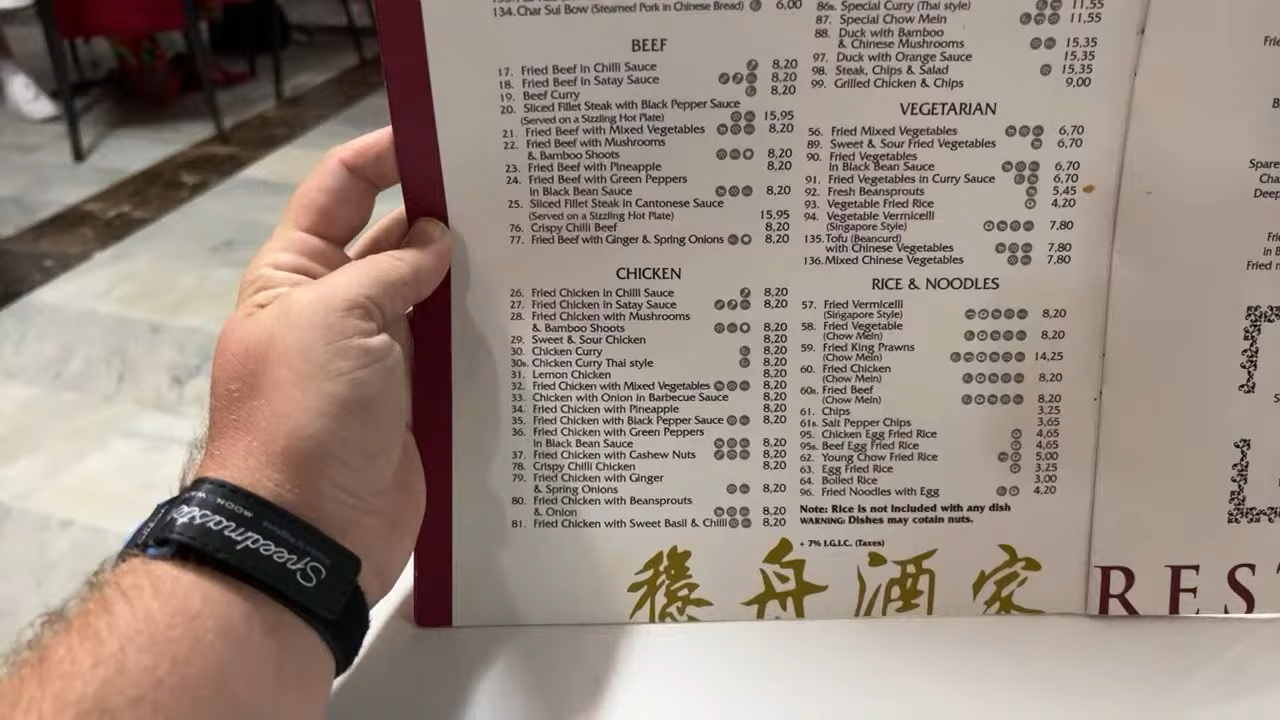 134. Char Sui Bow (Steamed Pork in Chinese Bread) 6,00
BEEF
17. Fried Beef in Chilli Sauce 8,20
18. Fried Beef in Satay Sauce 8,20
19. Beef Curry 8,20
20. Sliced Fillet Steak with Black Pepper Sauce
(Served on a Sizzling Hot Plate) 15,95
21. Fried Beef with Mixed Vegetables 8,20
22. Fried Beef with Mushrooms
& Bamboo Shoots 8,20
23. Fried Beef with Pineapple 8,20
24. Fried Beef with Green Peppers
in Black Bean Sauce 8,20
25. Sliced Fillet Steak in Cantonese Sauce
(Served on a Sizzling Hot Plate) 15.95
76. Crispy Chilli Beef 8,20
77. Fried Beef with Ginger & Spring Onions 8,20
CHICKEN
26. Fried Chicken in Chilli Sauce 8,20
27. Fried Chicken in Satay Sauce 8,20
28. Fried Chicken with Mushrooms
& Bamboo Shoots 8,20
29. Sweet & Sour Chicken 8,20
30. Chicken Curry 8,20
30a. Chicken Curry Thai style 8,20
31. Lemon Chicken 8,20
32. Fried Chicken with Mixed Vegetables 8,20
33. Chicken with Onion in Barbecue Sauce 8,20
34. Fried Chicken with Pineapple 8,20
35. Fried Chicken with Black Pepper Sauce 8,20
36. Fried Chicken with Green Peppers
in Black Bean Sauce 8,20
37. Fried Chicken with Cashew Nuts 8,20
78. Crispy Chilli Chicken 8,20
79. Fried Chicken with Ginger
& Spring Onions 8,20
80. Fried Chicken with Beansprouts
& Onion 8,20
81. Fried Chicken with Sweet Basil & Chilli 8,20
86a. Special Curry (Thai style) 11,55
87. Special Chow Mein 11,55
88. Duck with Bamboo
& Chinese Mushrooms 15,35
97. Duck with Orange Sauce 15,35
98. Steak, Chips & Salad 15,35
99. Grilled Chicken & Chips 9,00
VEGETARIAN
56. Fried Mixed Vegetables 6,70
89. Sweet & Sour Fried Vegetables 6,70
90. Fried Vegetables
in Black Bean Sauce 6,70
91. Fried Vegetables in Curry Sauce 6,70
92. Fresh Beansprouts 5,45
93. Vegetable Fried Rice 4,20
94. Vegetable Vermicelli
(Singapore Style) 7,80
135. Tofu (Beancurd)
with Chinese Vegetables 7,80
136. Mixed Chinese Vegetables 7,80
RICE & NOODLES
57. Fried Vermicelli
(Singapore Style) 8,20
58. Fried Vegetable
(Chow Mein) 8,20
59. Fried King Prawns
(Chow Mein) 14,25
60. Fried Chicken
(Chow Mein) 8,20
60a. Fried Beef
(Chow Mein) 8,20
61. Chips 3,25
61a. Salt Pepper Chips 3,65
95. Chicken Egg Fried Rice 4,65
95a. Beef Egg Fried Rice 4,65
62. Young Chow Fried Rice 5,00
63. Egg Fried Rice 3,25
64. Boiled Rice 3,00
96. Fried Noodles with Egg 4,20
Note: Rice is not included with any dish
WARNING: Dishes may cotain nuts.
+ 7% I.G.I.C. (Taxes)
穩舟酒家
REST
Speedmaster
MOON